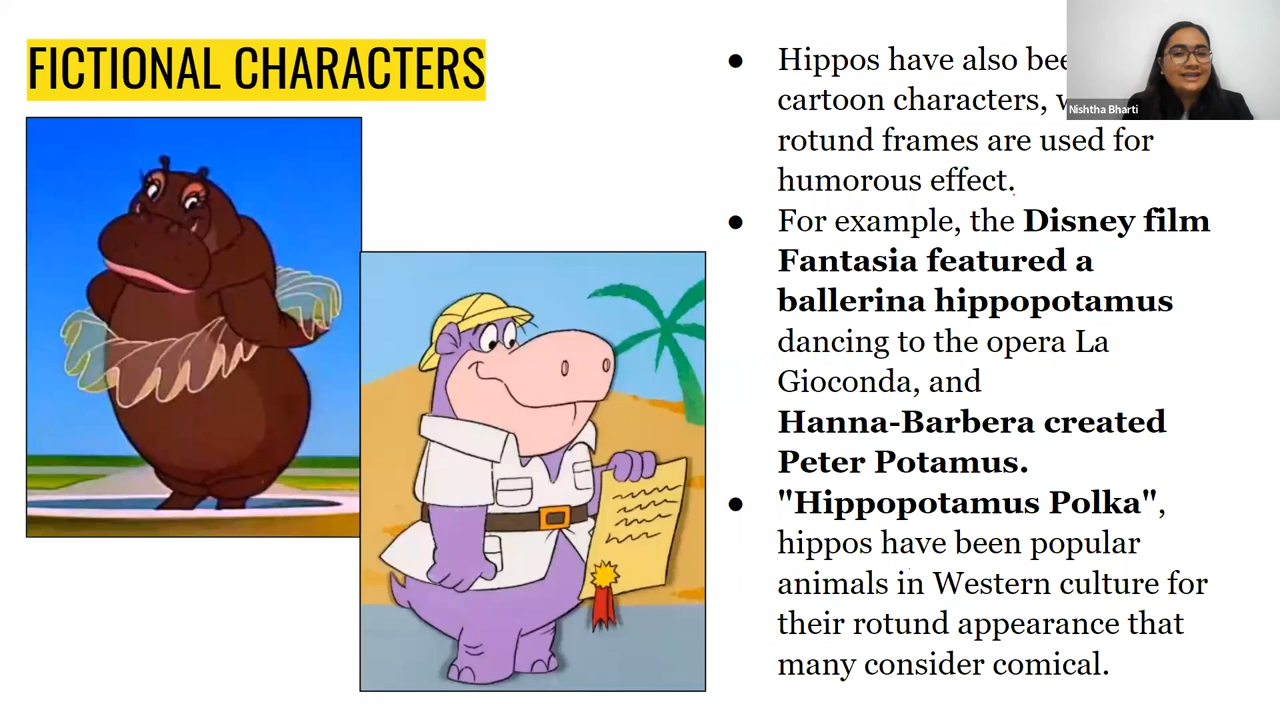 FICTIONAL CHARACTERS
● Hippos have also
cartoon characters,
rotund frames are used for
humorous effect.
● For example, the Disney film
Fantasia featured a
ballerina hippopotamus
dancing to the opera La
Gioconda, and
Hanna-Barbera created
Peter Potamus.
● "Hippopotamus Polka",
hippos have been popular
animals in Western culture for
their rotund appearance that
many consider comical.
Nishtha Bharti